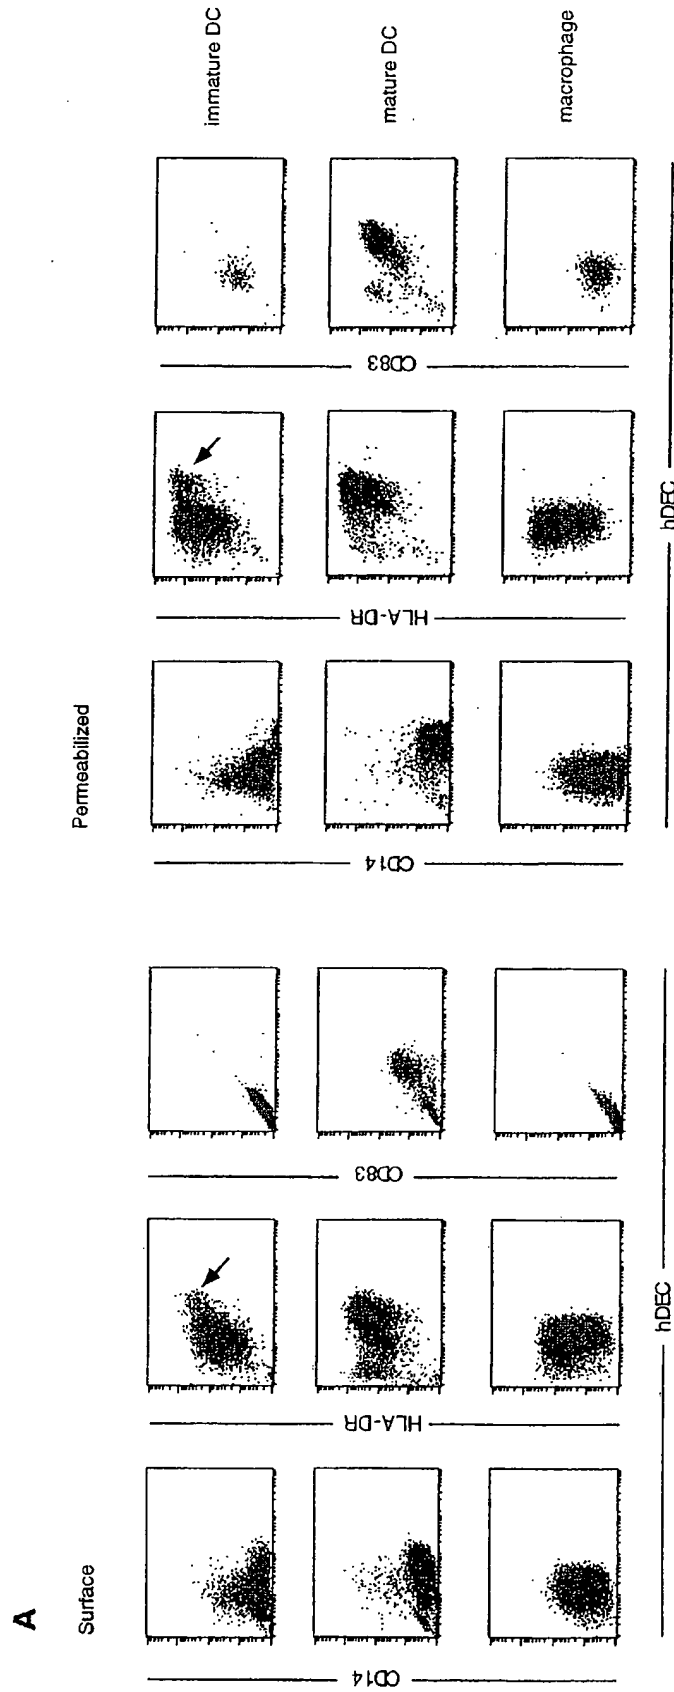 A
Surface
Permeabilized
CD14
HLA-DR
CD83
CD14
HLA-DR
CD83
immature DC
mature DC
macrophage
hDEC
hDEC